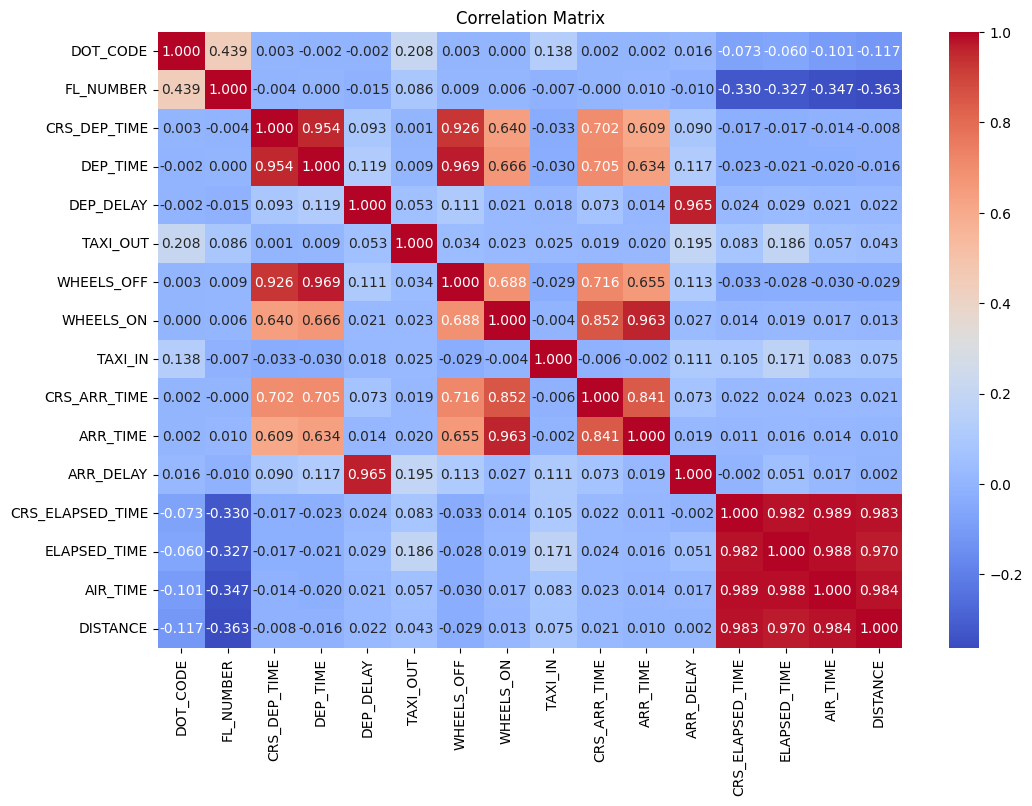 Correlation Matrix
DOT_CODE 1.000 0.439 0.003 -0.002 -0.002 0.208 0.003 0.000 0.138 0.002 0.002 0.016 -0.073 -0.060 -0.101 -0.117
FL_NUMBER 0.439 1.000 -0.004 0.000 -0.015 0.086 0.009 0.006 -0.007 -0.000 0.010 -0.010 -0.330 -0.327 -0.347 -0.363
CRS_DEP_TIME 0.003 -0.004 1.000 0.954 0.093 0.001 0.926 0.640 -0.033 0.702 0.609 0.090 -0.017 -0.017 -0.014 -0.008
DEP_TIME -0.002 0.000 0.954 1.000 0.119 0.009 0.969 0.666 -0.030 0.705 0.634 0.117 -0.023 -0.021 -0.020 -0.016
DEP_DELAY -0.002 -0.015 0.093 0.119 1.000 0.053 0.111 0.021 0.018 0.073 0.014 0.965 0.024 0.029 0.021 0.022
TAXI_OUT 0.208 0.086 0.001 0.009 0.053 1.000 0.034 0.023 0.025 0.019 0.020 0.195 0.083 0.186 0.057 0.043
WHEELS_OFF 0.003 0.009 0.926 0.969 0.111 0.034 1.000 0.688 -0.029 0.716 0.655 0.113 -0.033 -0.028 -0.030 -0.029
WHEELS_ON 0.000 0.006 0.640 0.666 0.021 0.023 0.688 1.000 -0.004 0.852 0.963 0.027 0.014 0.019 0.017 0.013
TAXI_IN 0.138 -0.007 -0.033 -0.030 0.018 0.025 -0.029 -0.004 1.000 -0.006 -0.002 0.111 0.105 0.171 0.083 0.075
CRS_ARR_TIME 0.002 -0.000 0.702 0.705 0.073 0.019 0.716 0.852 -0.006 1.000 0.841 0.073 0.022 0.024 0.023 0.021
ARR_TIME 0.002 0.010 0.609 0.634 0.014 0.020 0.655 0.963 -0.002 0.841 1.000 0.019 0.011 0.016 0.014 0.010
ARR_DELAY 0.016 -0.010 0.090 0.117 0.965 0.195 0.113 0.027 0.111 0.073 0.019 1.000 -0.002 0.051 0.017 0.002
CRS_ELAPSED_TIME -0.073 -0.330 -0.017 -0.023 0.024 0.083 -0.033 0.014 0.105 0.022 0.011 -0.002 1.000 0.982 0.989 0.983
ELAPSED_TIME -0.060 -0.327 -0.017 -0.021 0.029 0.186 -0.028 0.019 0.171 0.024 0.016 0.051 0.982 1.000 0.988 0.970
AIR_TIME -0.101 -0.347 -0.014 -0.020 0.021 0.057 -0.030 0.017 0.083 0.023 0.014 0.017 0.989 0.988 1.000 0.984
DISTANCE -0.117 -0.363 -0.008 -0.016 0.022 0.043 -0.029 0.013 0.075 0.021 0.010 0.002 0.983 0.970 0.984 1.000
DOT_CODE
FL_NUMBER
CRS_DEP_TIME
DEP_TIME
DEP_DELAY
TAXI_OUT
WHEELS_OFF
WHEELS_ON
TAXI_IN
CRS_ARR_TIME
ARR_TIME
ARR_DELAY
CRS_ELAPSED_TIME
ELAPSED_TIME
AIR_TIME
DISTANCE
1.0
0.8
0.6
0.4
0.2
0.0
−0.2